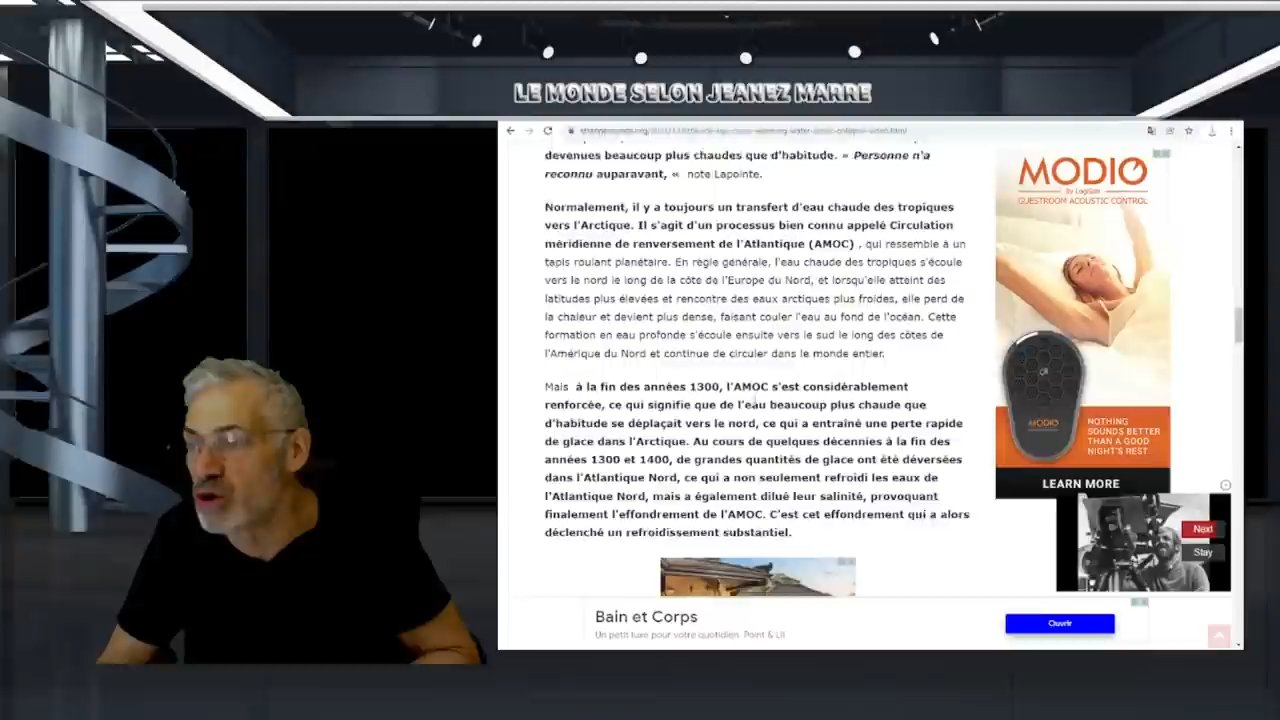 LE MONDE SELON JEANEZ MARRE
devenues beaucoup plus chaudes que d'habitude. « Personne n'a
reconnu auparavant, « note Lapointe.
Normalement, il y a toujours un transfert d'eau chaude des tropiques
vers l'Arctique. Il s'agit d'un processus bien connu appelé Circulation
méridienne de renversement de l'Atlantique (AMOC) , qui ressemble à un
tapis roulant planétaire. En règle générale, l'eau chaude des tropiques s'écoule
vers le nord le long de la côte de l'Europe du Nord, et lorsqu'elle atteint des
latitudes plus élevées et rencontre des eaux arctiques plus froides, elle perd de
la chaleur et devient plus dense, faisant couler l'eau au fond de l'océan. Cette
formation en eau profonde s'écoule ensuite vers le sud le long des côtes de
l'Amérique du Nord et continue de circuler dans le monde entier.
Mais à la fin des années 1300, l'AMOC s'est considérablement
renforcée, ce qui signifie que de l'eau beaucoup plus chaude que
d'habitude se déplaçait vers le nord, ce qui a entraîné une perte rapide
de glace dans l'Arctique. Au cours de quelques décennies à la fin des
années 1300 et 1400, de grandes quantités de glace ont été déversées
dans l'Atlantique Nord, ce qui a non seulement refroidi les eaux de
l'Atlantique Nord, mais a également dilué leur salinité, provoquant
finalement l'effondrement de l'AMOC. C'est cet effondrement qui a alors
déclenché un refroidissement substantiel.
MODIO
by LogiSon
GUESTROOM ACOUSTIC CONTROL
MODIO
NOTHING
SOUNDS BETTER
THAN A GOOD
NIGHT'S REST
LEARN MORE
Next
Stay
Bain et Corps
Un petit luxe pour votre quotidien. Point & Lil
Ouvrir